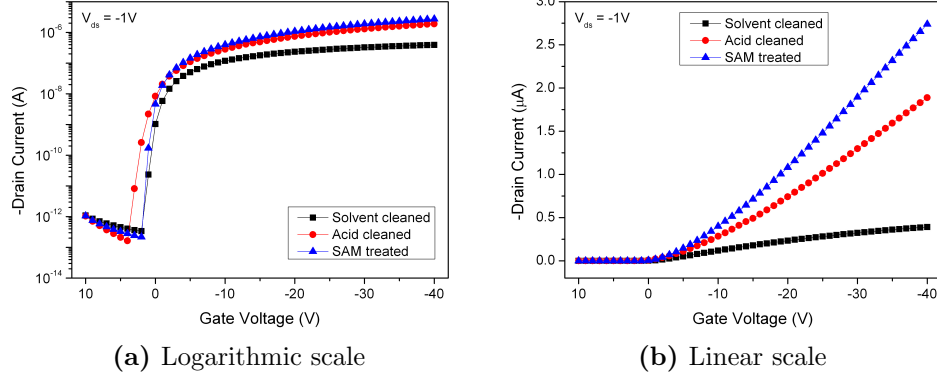 V_ds = -1V
-Drain Current (A)
10^-6
10^-8
10^-10
10^-12
10^-14
Solvent cleaned
Acid cleaned
SAM treated
10 0 -10 -20 -30 -40
Gate Voltage (V)
(a) Logarithmic scale
V_ds = -1V
-Drain Current (μA)
3.0
2.5
2.0
1.5
1.0
0.5
0.0
Solvent cleaned
Acid cleaned
SAM treated
10 0 -10 -20 -30 -40
Gate Voltage (V)
(b) Linear scale